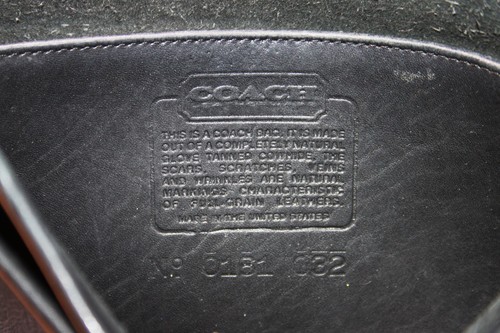 COACH
THIS IS A COACH BAG. IT IS MADE
OUT OF A COMPLETELY NATURAL
GLOVE TANNED COWHIDE, THE
SCARS, SCRATCHES, VEINS
AND WRINKLES ARE NATURAL
MARKINGS CHARACTERISTIC
OF FULL-GRAIN LEATHERS.
MADE IN THE UNITED STATES
Nº 0181 032